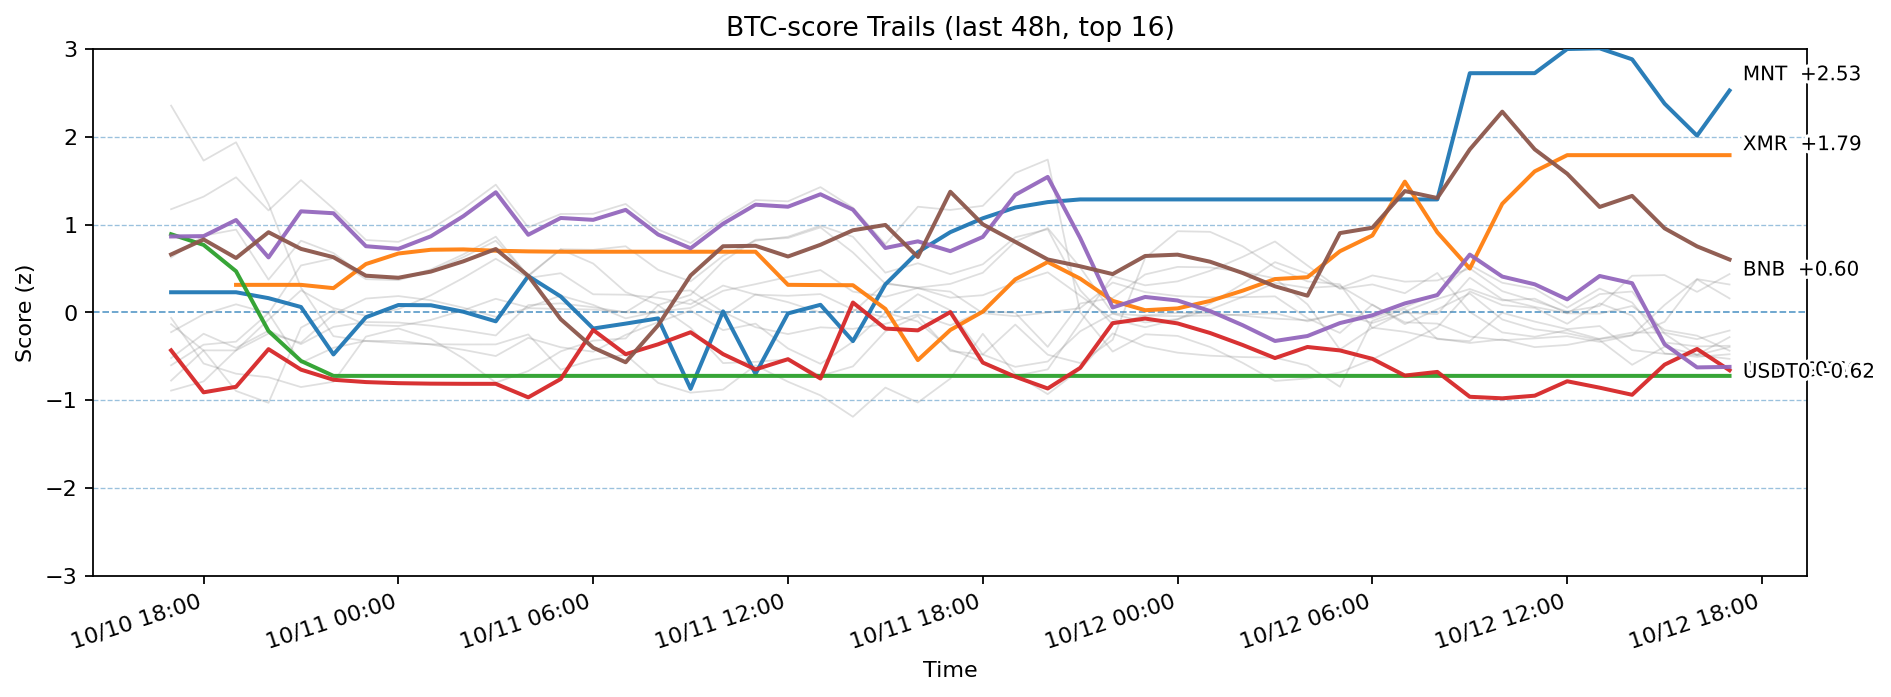 BTC-score Trails (last 48h, top 16)
3
2
1
0
−1
−2
−3
Score (z)
MNT +2.53
XMR +1.79
BNB +0.60
USDT0
0.62
10/10 18:00
10/11 00:00
10/11 06:00
10/11 12:00
10/11 18:00
10/12 00:00
10/12 06:00
10/12 12:00
10/12 18:00
Time